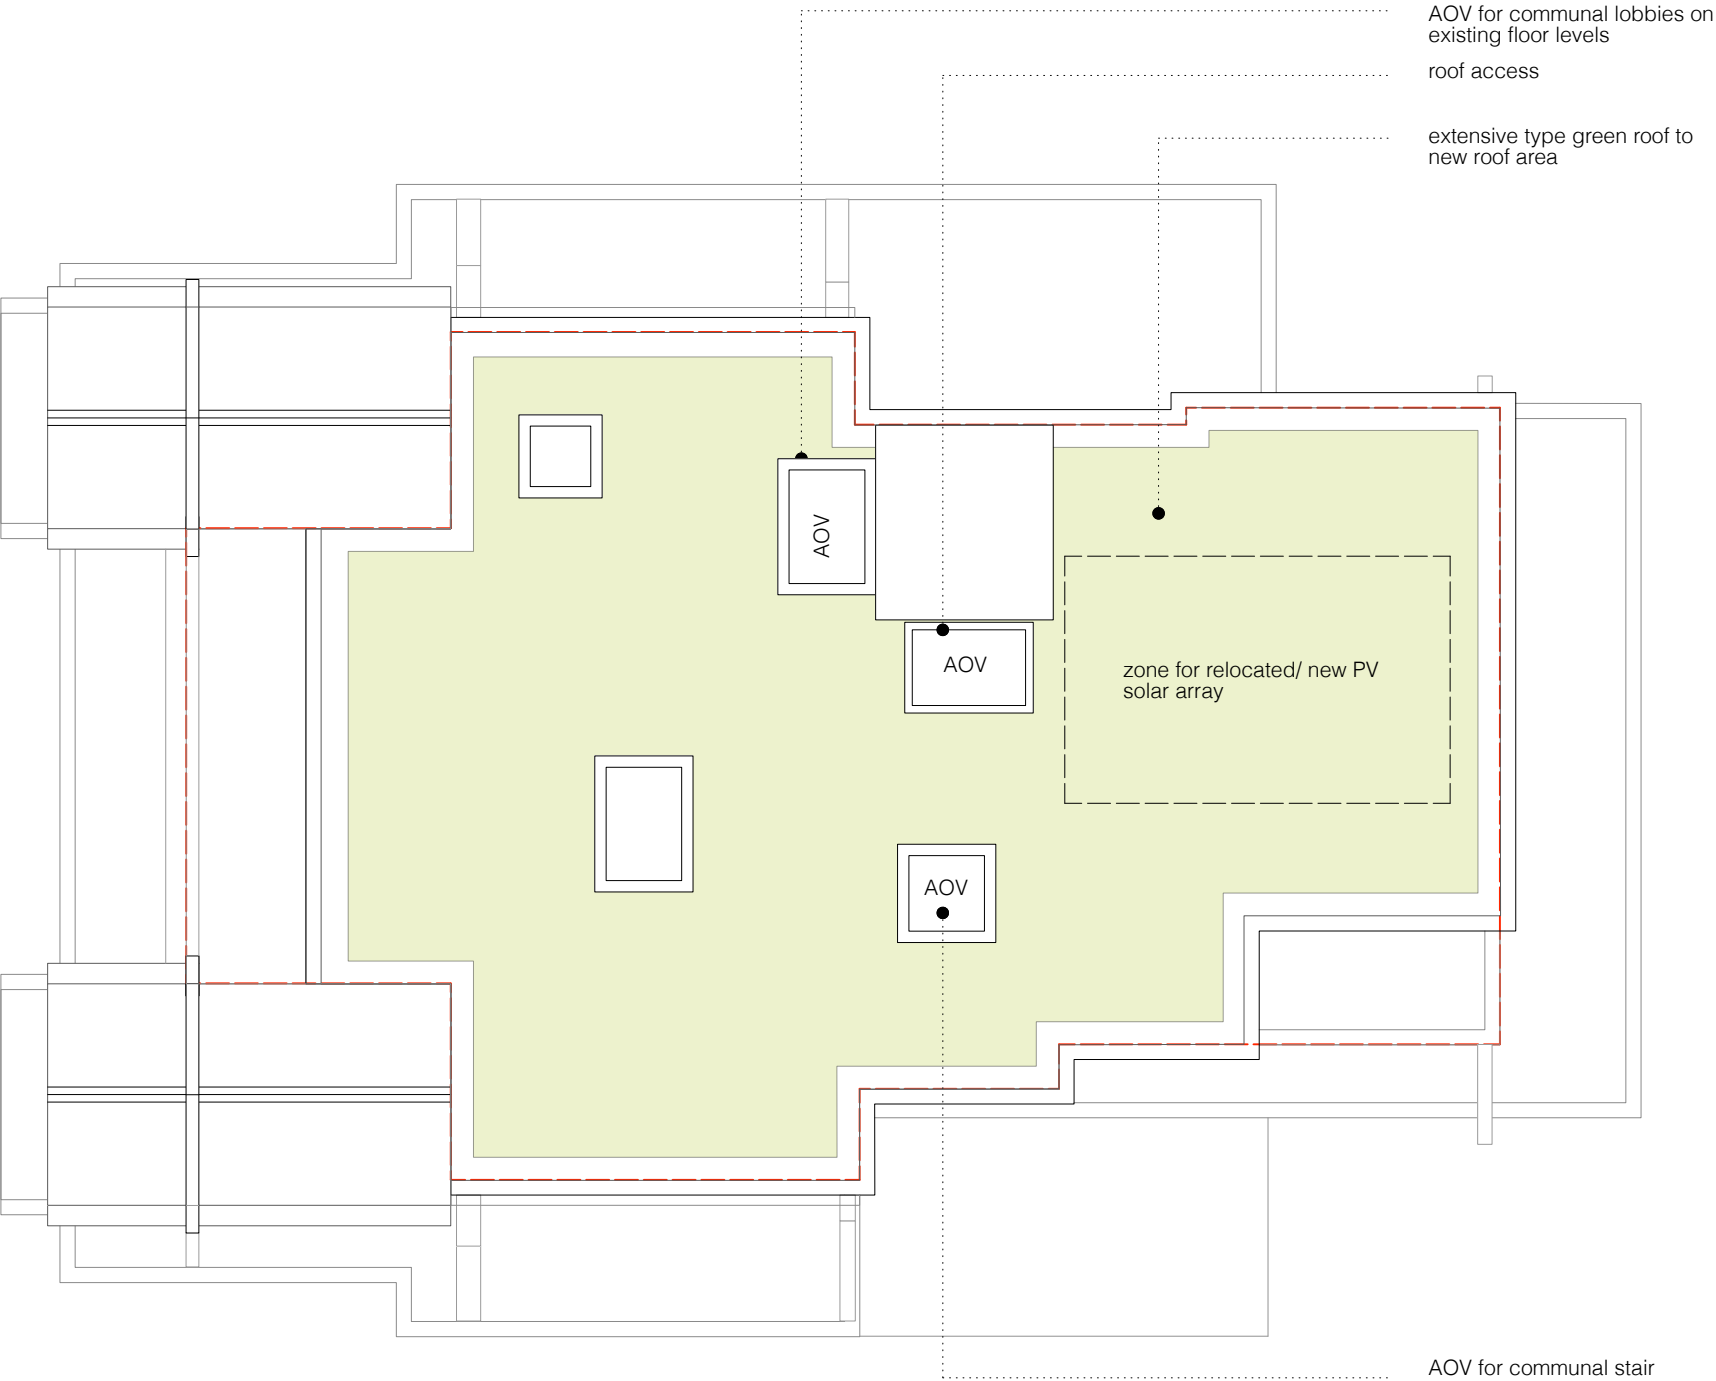 AOV for communal lobbies on
existing floor levels
roof access
extensive type green roof to
new roof area
AOV
AOV
zone for relocated/ new PV
solar array
AOV
AOV for communal stair